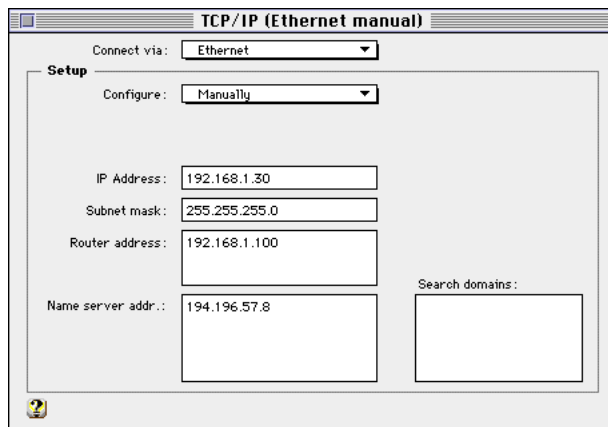 TCP/IP (Ethernet manual)
Connect via: Ethernet
Setup
Configure: Manually
IP Address: 192.168.1.30
Subnet mask: 255.255.255.0
Router address: 192.168.1.100
Search domains:
Name server addr.: 194.196.57.8
?